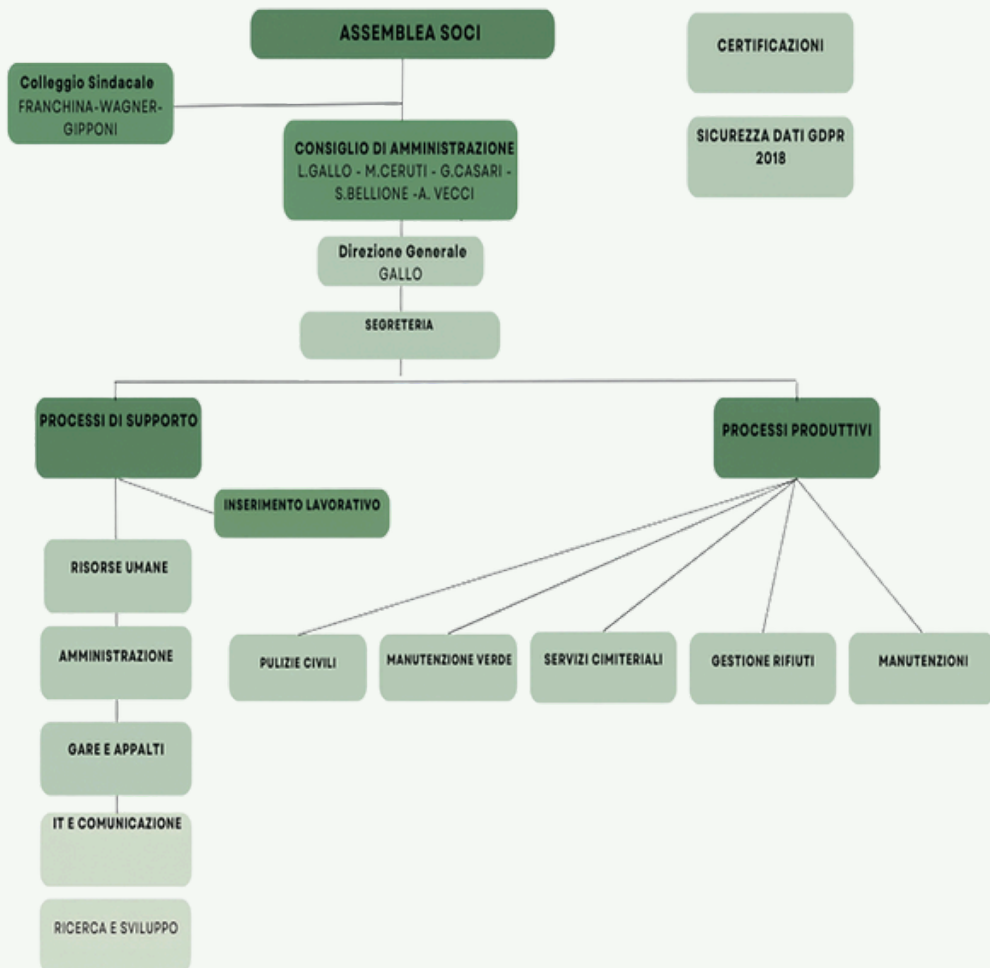 ASSEMBLEA SOCI
CERTIFICAZIONI
Colleggio Sindacale
FRANCHINA-WAGNER-
GIPPONI
SICUREZZA DATI GDPR
2018
CONSIGLIO DI AMMINISTRAZIONE
L.GALLO - M.CERUTI - G.CASARI -
S.BELLIONE -A. VECCI
Direzione Generale
GALLO
SEGRETERIA
PROCESSI DI SUPPORTO
PROCESSI PRODUTTIVI
INSERIMENTO LAVORATIVO
RISORSE UMANE
AMMINISTRAZIONE
GARE E APPALTI
IT E COMUNICAZIONE
RICERCA E SVILUPPO
PULIZIE CIVILI
MANUTENZIONE VERDE
SERVIZI CIMITERIALI
GESTIONE RIFIUTI
MANUTENZIONI